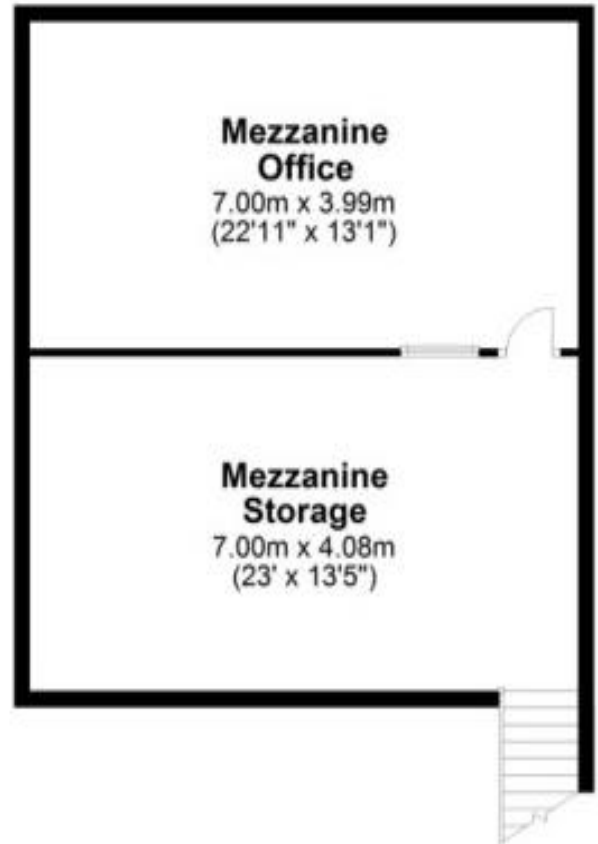 Mezzanine
Office
7.00m x 3.99m
(22'11" x 13'1")
Mezzanine
Storage
7.00m x 4.08m
(23' x 13'5")